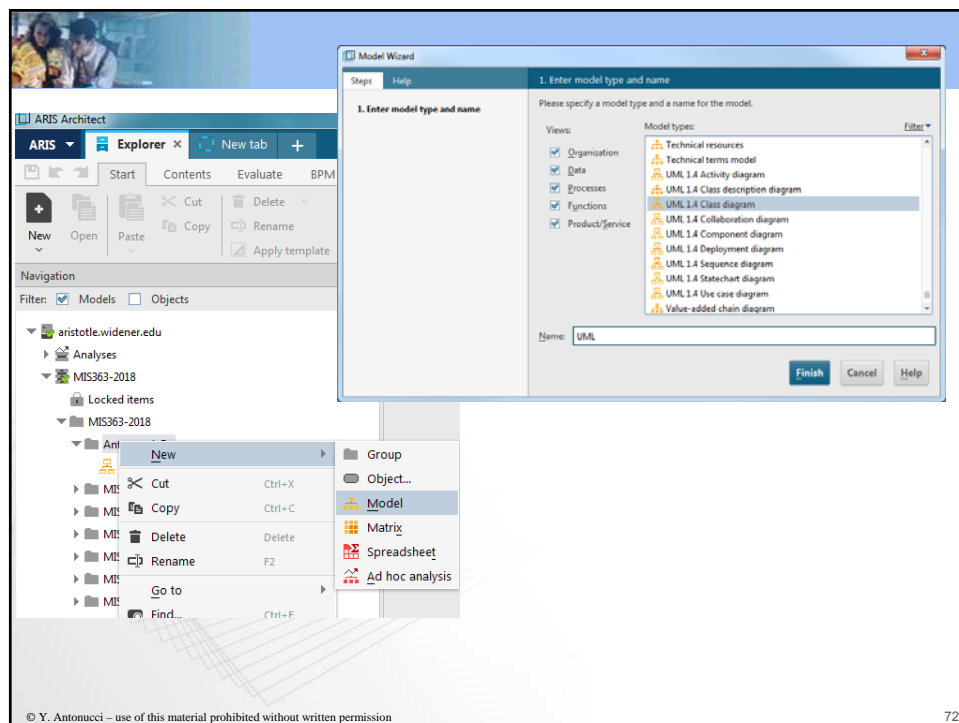 Model Wizard
Steps Help
1. Enter model type and name
1. Enter model type and name
Please specify a model type and a name for the model.
Views:
Organization
Data
Processes
Functions
Product/Service
Model types:
Filter
Technical resources
Technical terms model
UML 1.4 Activity diagram
UML 1.4 Class description diagram
UML 1.4 Class diagram
UML 1.4 Collaboration diagram
UML 1.4 Component diagram
UML 1.4 Deployment diagram
UML 1.4 Sequence diagram
UML 1.4 Statechart diagram
UML 1.4 Use case diagram
Value-added chain diagram
Name: UML
Finish Cancel Help
ARIS Architect
ARIS Explorer × New tab +
Start Contents Evaluate BPM
New Open Paste
Cut
Copy
Delete
Rename
Apply template
Navigation
Filter: Models Objects
aristotle.widener.edu
Analyses
MIS363-2018
Locked items
MIS363-2018
Ant
MIS
MIS
MIS
MIS
MIS
MIS
New
Cut Ctrl+X
Copy Ctrl+C
Delete Delete
Rename F2
Go to
Find... Ctrl+F
Group
Object...
Model
Matrix
Spreadsheet
Ad hoc analysis
© Y. Antonucci – use of this material prohibited without written permission
72